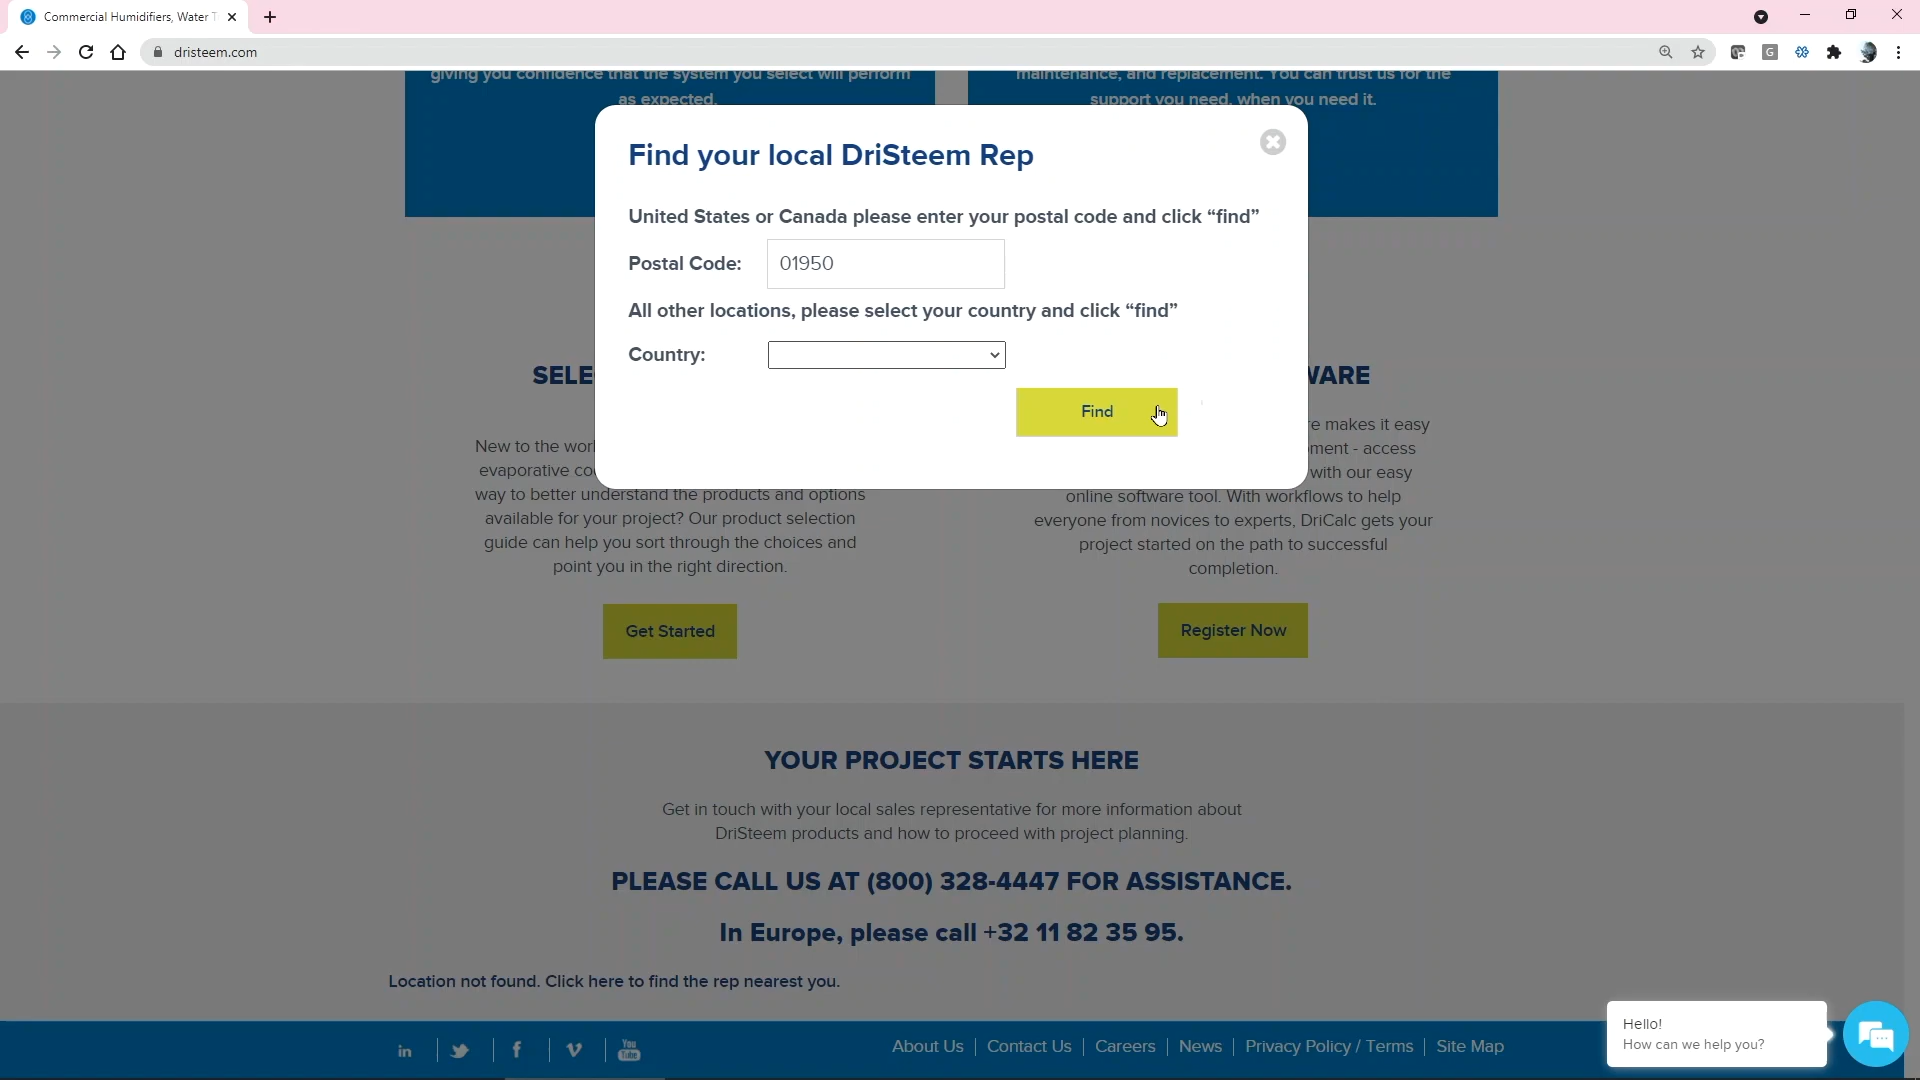 Commercial Humidifiers, Water T
dristeem.com
G
giving you confidence that the system you select will perform
as expected.
maintenance, and replacement. You can trust us for the
support you need, when you need it.
Find your local DriSteem Rep
United States or Canada please enter your postal code and click “find”
Postal Code:
01950
All other locations, please select your country and click “find”
Country:
Find
SELE
New to the worl
evaporative co
way to better understand the products and options
available for your project? Our product selection
guide can help you sort through the choices and
point you in the right direction.
Get Started
WARE
e makes it easy
ment - access
with our easy
online software tool. With workflows to help
everyone from novices to experts, DriCalc gets your
project started on the path to successful
completion.
Register Now
YOUR PROJECT STARTS HERE
Get in touch with your local sales representative for more information about
DriSteem products and how to proceed with project planning.
PLEASE CALL US AT (800) 328-4447 FOR ASSISTANCE.
In Europe, please call +32 11 82 35 95.
Location not found. Click here to find the rep nearest you.
in
f
v
You
Tube
About Us
Contact Us
Careers
News
Privacy Policy / Terms
Site Map
Hello!
How can we help you?